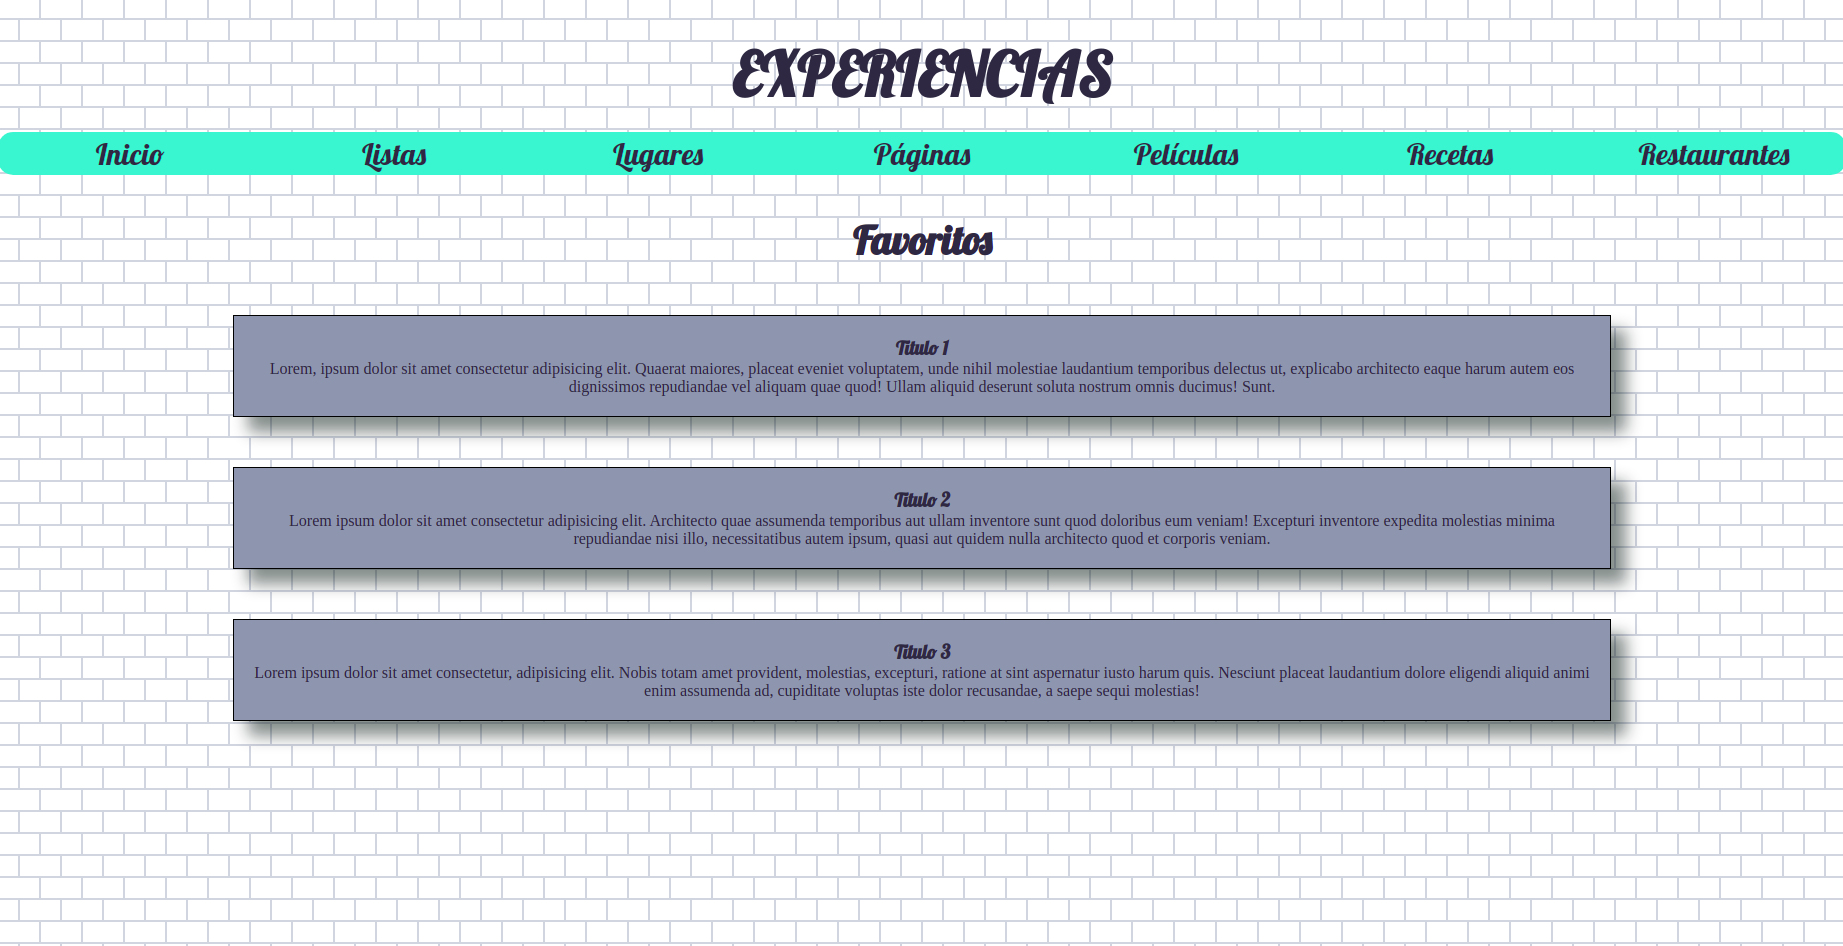 EXPERIENCIAS
Inicio Listas Lugares Páginas Películas Recetas Restaurantes
Favoritos
Titulo 1
Lorem, ipsum dolor sit amet consectetur adipisicing elit. Quaerat maiores, placeat eveniet voluptatem, unde nihil molestiae laudantium temporibus delectus ut, explicabo architecto eaque harum autem eos
dignissimos repudiandae vel aliquam quae quod! Ullam aliquid deserunt soluta nostrum omnis ducimus! Sunt.
Titulo 2
Lorem ipsum dolor sit amet consectetur adipisicing elit. Architecto quae assumenda temporibus aut ullam inventore sunt quod doloribus eum veniam! Excepturi inventore expedita molestias minima
repudiandae nisi illo, necessitatibus autem ipsum, quasi aut quidem nulla architecto quod et corporis veniam.
Titulo 3
Lorem ipsum dolor sit amet consectetur, adipisicing elit. Nobis totam amet provident, molestias, excepturi, ratione at sint aspernatur iusto harum quis. Nesciunt placeat laudantium dolore eligendi aliquid animi
enim assumenda ad, cupiditate voluptas iste dolor recusandae, a saepe sequi molestias!